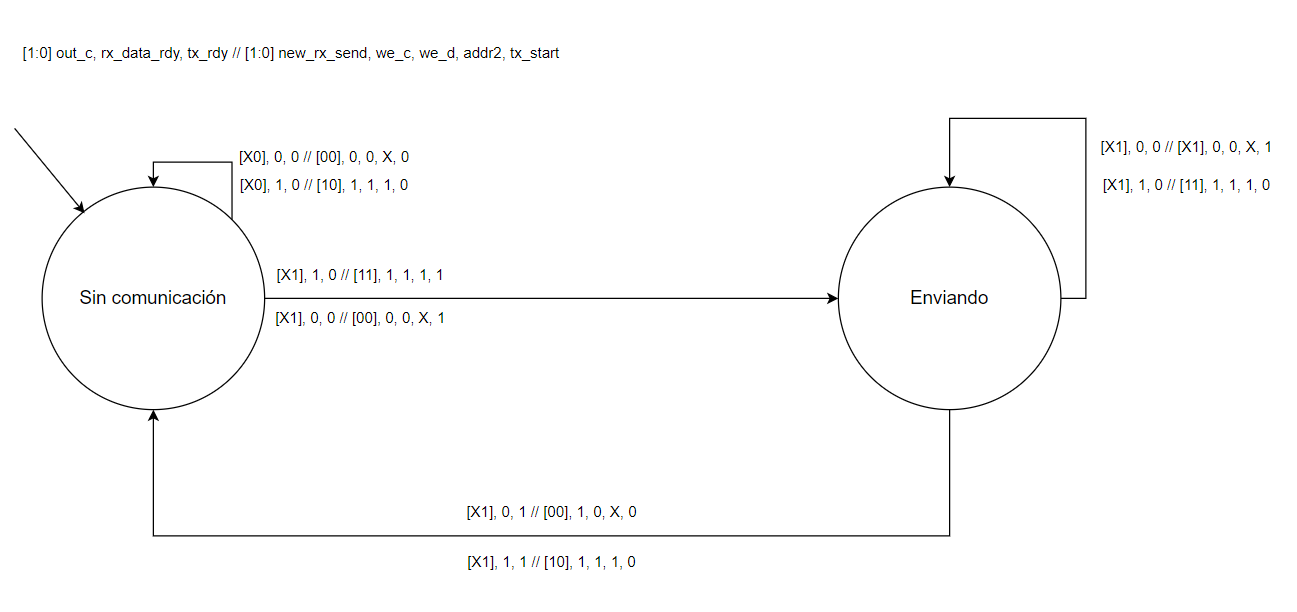 [1:0] out_c, rx_data_rdy, tx_rdy // [1:0] new_rx_send, we_c, we_d, addr2, tx_start
[X0], 0, 0 // [00], 0, 0, X, 0
[X0], 1, 0 // [10], 1, 1, 1, 0
[X1], 0, 0 // [X1], 0, 0, X, 1
[X1], 1, 0 // [11], 1, 1, 1, 0
[X1], 1, 0 // [11], 1, 1, 1, 1
Sin comunicación
Enviando
[X1], 0, 0 // [00], 0, 0, X, 1
[X1], 0, 1 // [00], 1, 0, X, 0
[X1], 1, 1 // [10], 1, 1, 1, 0